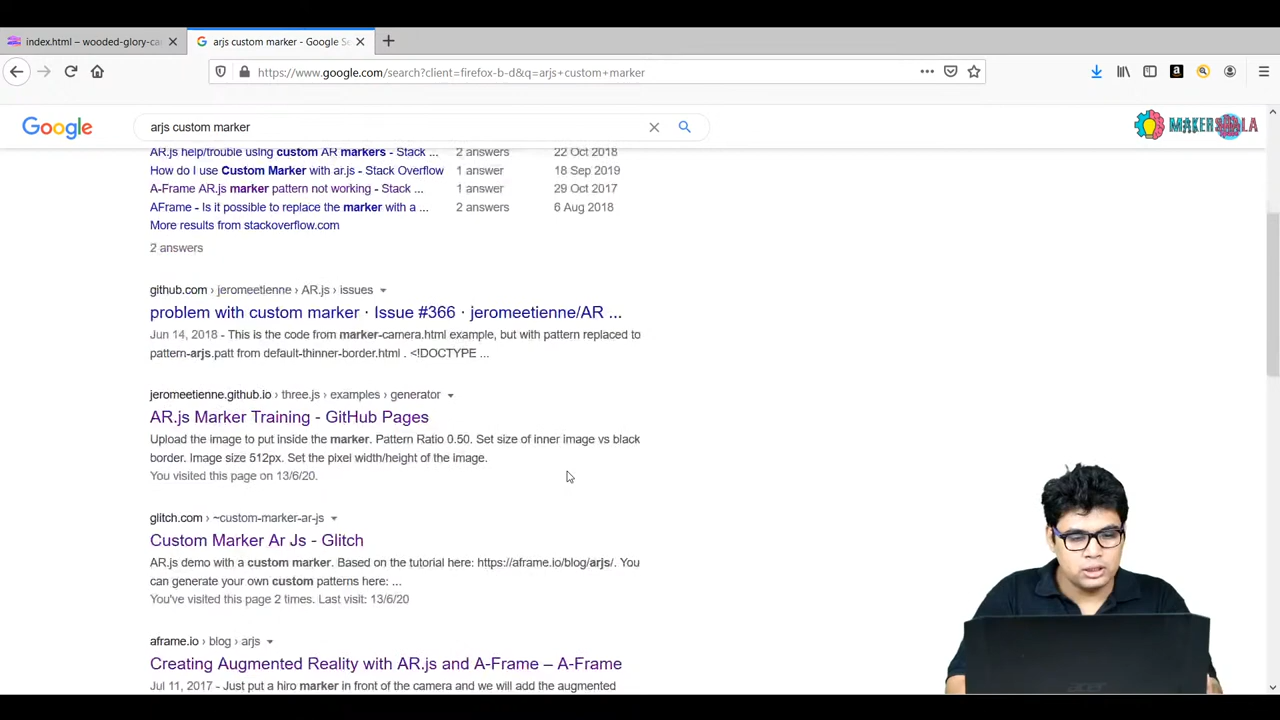 index.html – wooded-glory-ca
arjs custom marker - Google Se
https://www.google.com/search?client=firefox-b-d&q=arjs+custom+marker
Google
arjs custom marker
MAKERSHALA
AR.js help/trouble using custom AR markers - Stack ... 2 answers 22 Oct 2018
How do I use Custom Marker with ar.js - Stack Overflow 1 answer 18 Sep 2019
A-Frame AR.js marker pattern not working - Stack ... 1 answer 29 Oct 2017
AFrame - Is it possible to replace the marker with a ... 2 answers 6 Aug 2018
More results from stackoverflow.com
2 answers
github.com › jeromeetienne › AR.js › issues
problem with custom marker · Issue #366 · jeromeetienne/AR ...
Jun 14, 2018 - This is the code from marker-camera.html example, but with pattern replaced to
pattern-arjs.patt from default-thinner-border.html . <!DOCTYPE ...
jeromeetienne.github.io › three.js › examples › generator
AR.js Marker Training - GitHub Pages
Upload the image to put inside the marker. Pattern Ratio 0.50. Set size of inner image vs black
border. Image size 512px. Set the pixel width/height of the image.
You visited this page on 13/6/20.
glitch.com › ~custom-marker-ar-js
Custom Marker Ar Js - Glitch
AR.js demo with a custom marker. Based on the tutorial here: https://aframe.io/blog/arjs/. You
can generate your own custom patterns here: ...
You've visited this page 2 times. Last visit: 13/6/20
aframe.io › blog › arjs
Creating Augmented Reality with AR.js and A-Frame – A-Frame
Jul 11, 2017 - Just put a hiro marker in front of the camera and we will add the augmented
acer